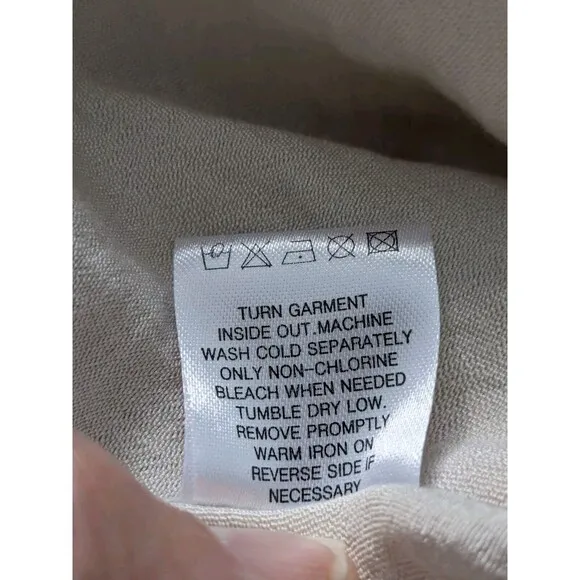 TURN GARMENT
INSIDE OUT.MACHINE
WASH COLD SEPARATELY
ONLY NON-CHLORINE
BLEACH WHEN NEEDED
TUMBLE DRY LOW.
REMOVE PROMPTLY
WARM IRON ON
REVERSE SIDE IF
NECESSARY